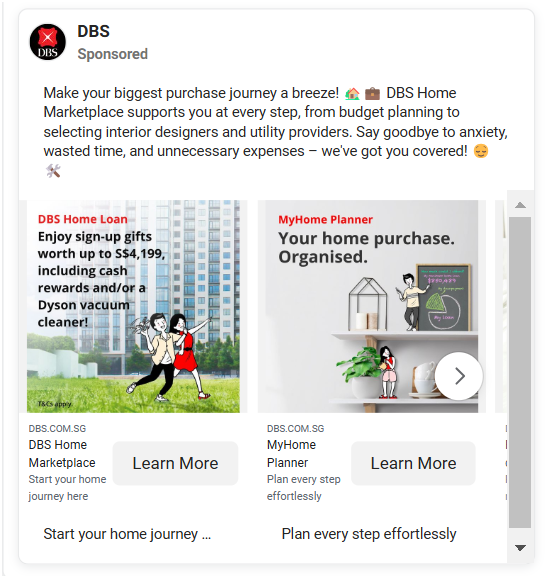 DBS
DBS
Sponsored
Make your biggest purchase journey a breeze! 🏡 💼 DBS Home
Marketplace supports you at every step, from budget planning to
selecting interior designers and utility providers. Say goodbye to anxiety,
wasted time, and unnecessary expenses – we've got you covered! 😌
🛠️
DBS Home Loan
Enjoy sign-up gifts
worth up to S$4,199,
including cash
rewards and/or a
Dyson vacuum
cleaner!
T&Cs apply
DBS.COM.SG
DBS Home
Marketplace
Start your home
journey here
Learn More
Start your home journey ...
MyHome Planner
Your home purchase.
Organised.
DBS.COM.SG
MyHome
Planner
Plan every step
effortlessly
Learn More
Plan every step effortlessly